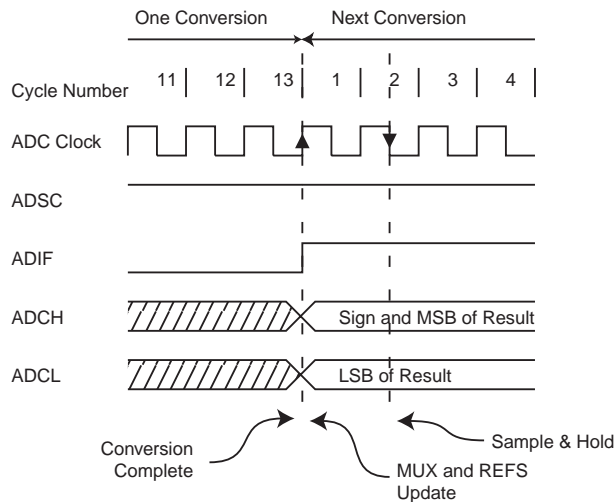 One Conversion Next Conversion
Cycle Number 11 12 13 1 2 3 4
ADC Clock
ADSC
ADIF
ADCH Sign and MSB of Result
ADCL LSB of Result
Conversion
Complete
MUX and REFS
Update
Sample & Hold